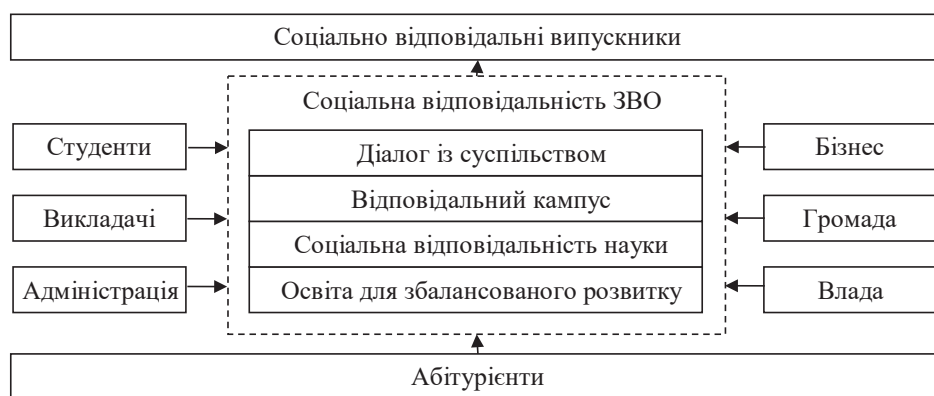 Соціально відповідальні випускники
Соціальна відповідальність ЗВО
Студенти
Діалог із суспільством
Бізнес
Відповідальний кампус
Викладачі
Громада
Соціальна відповідальність науки
Адміністрація
Освіта для збалансованого розвитку
Влада
Абітурієнти